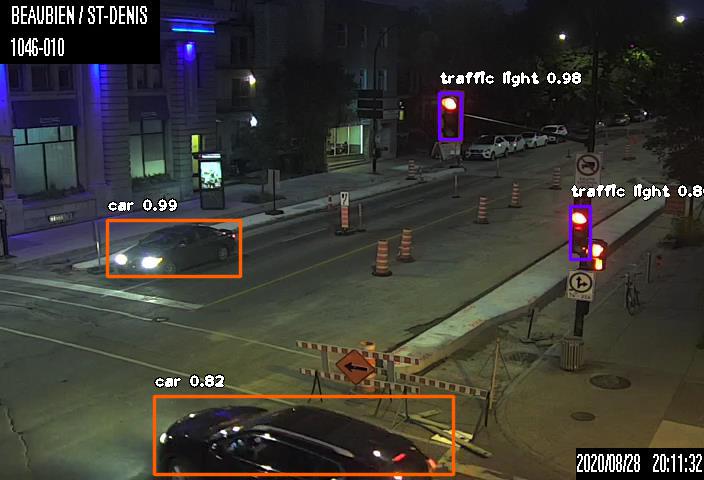 BEAUBIEN / ST-DENIS
1046-010
traffic light 0.98
traffic light 0.8
car 0.99
car 0.82
2020/08/28 20:11:32